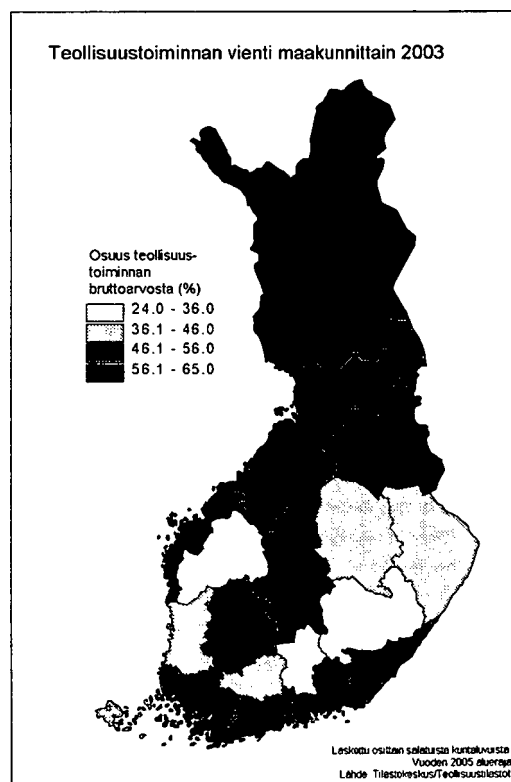 Teollisuustoiminnan vienti maakunnittain 2003
Osuus teollisuus-
toiminnan
bruttoarvosta (%)
24.0 - 36.0
36.1 - 46.0
46.1 - 56.0
56.1 - 65.0
Laskettu osittain salatuista kuntaluvuista
Vuoden 2005 alueraja
Lähde: Tilastokeskus/Teollisuustilastot